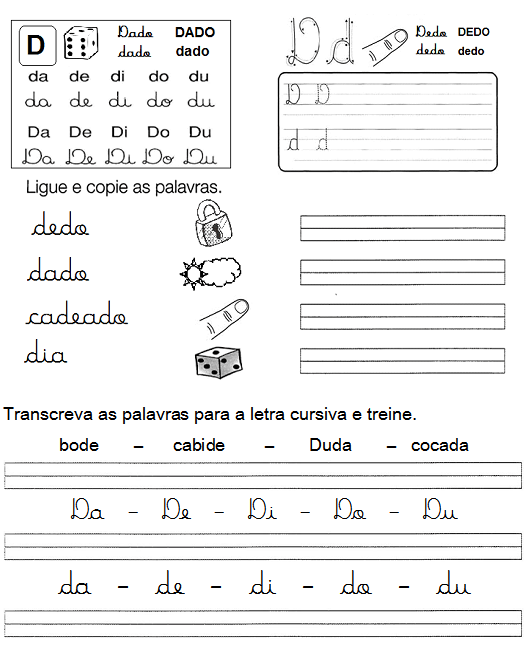 D Dado DADO
dado dado
da de di do du
da de di do du
Da De Di Do Du
Da De Di Do Du
D d Dedo DEDO
dedo dedo
D D
d d
Ligue e copie as palavras.
dedo
dado
cadeado
dia
Transcreva as palavras para a letra cursiva e treine.
bode – cabide – Duda – cocada
Da – De – Di – Do – Du
da – de – di – do – du